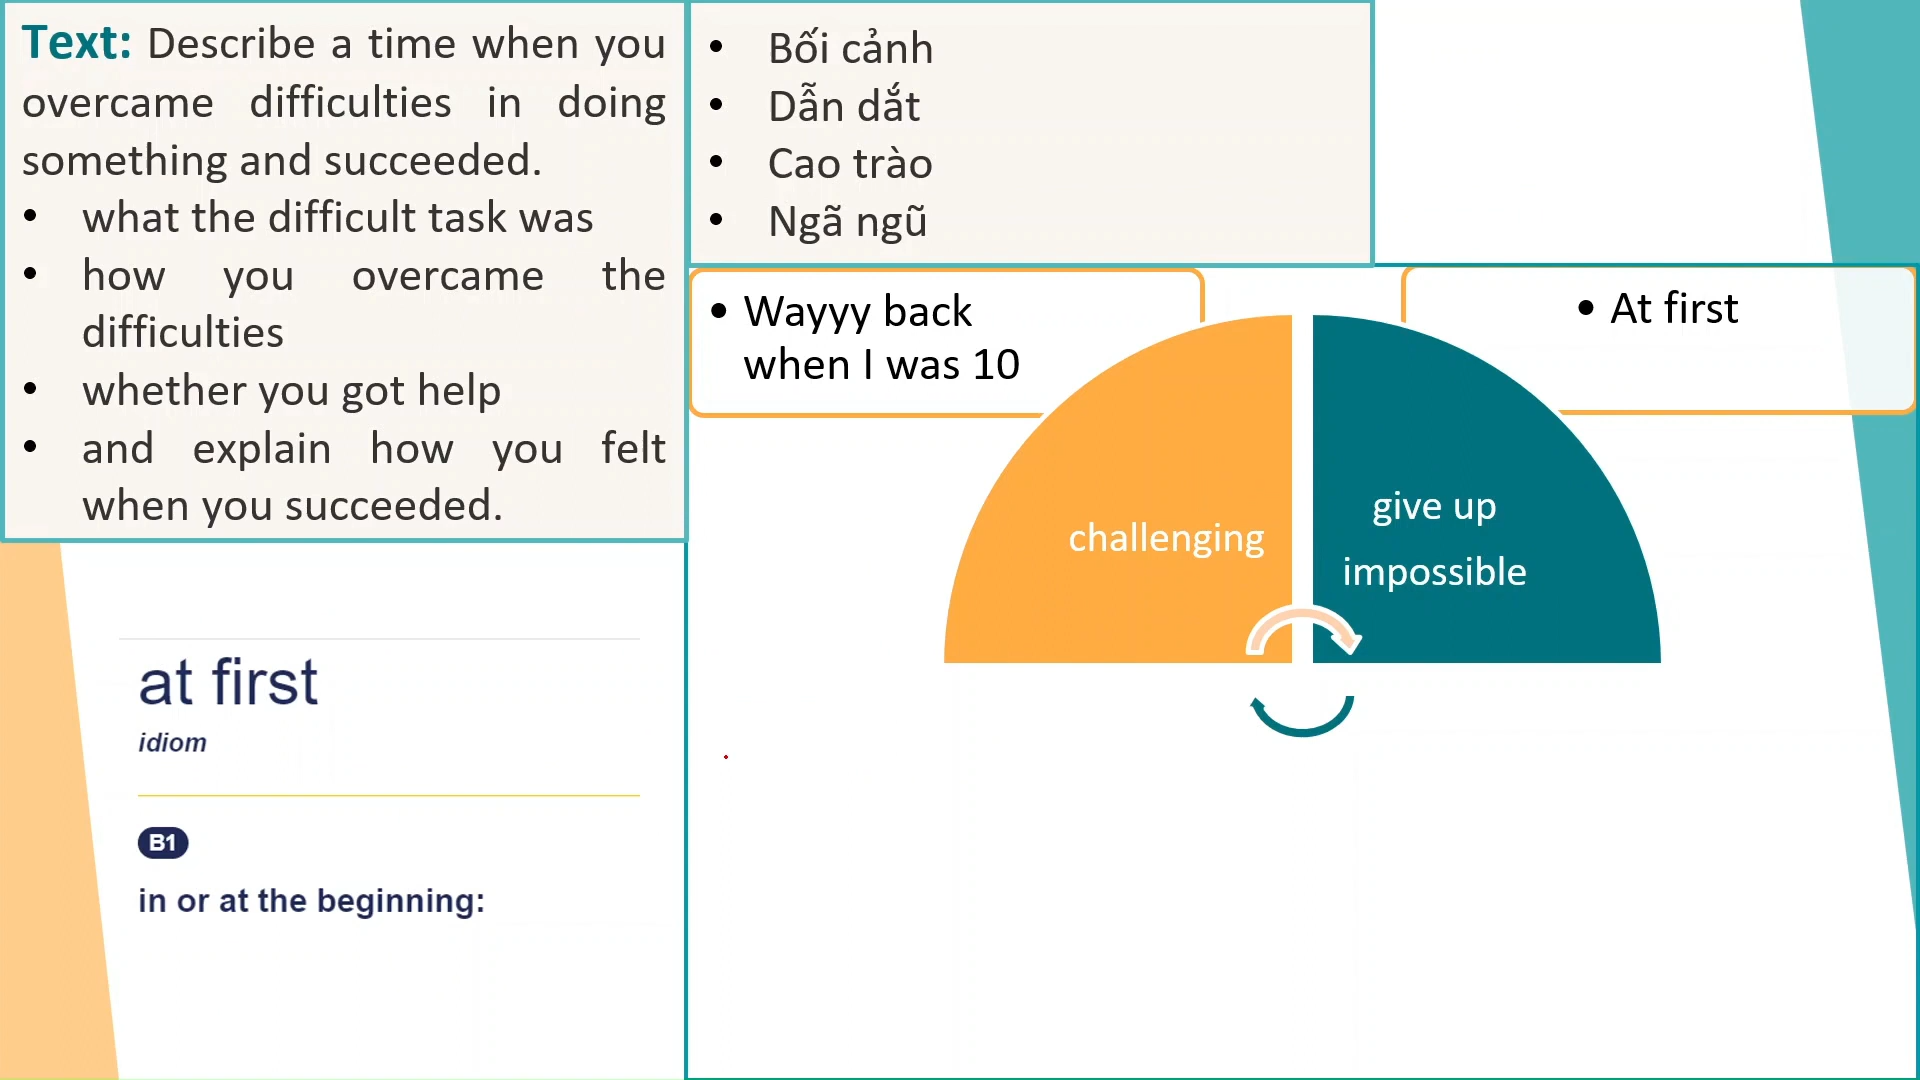 Text: Describe a time when you
overcame difficulties in doing
something and succeeded.
• what the difficult task was
• how you overcame the
difficulties
• whether you got help
• and explain how you felt
when you succeeded.
• Bối cảnh
• Dẫn dắt
• Cao trào
• Ngã ngũ
• Wayyy back
when I was 10
• At first
challenging
give up
impossible
at first
idiom
B1
in or at the beginning: